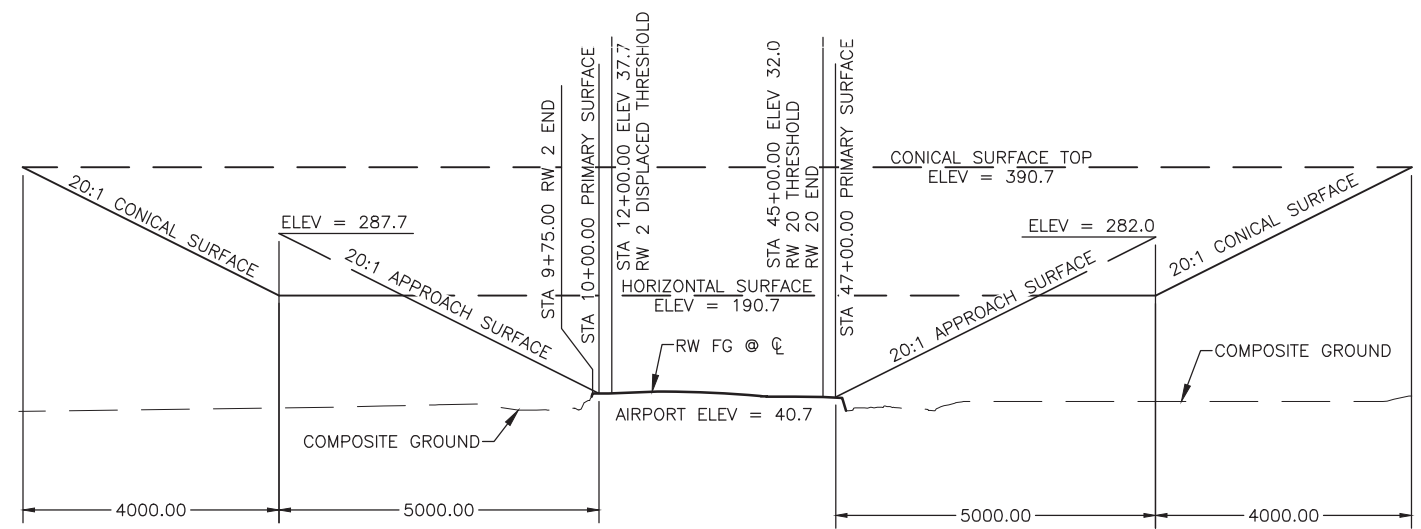 STA 9+75.00 RW 2 END
STA 10+00.00 PRIMARY SURFACE
STA 12+00.00 ELEV 37.7
RW 2 DISPLACED THRESHOLD
STA 45+00.00 ELEV 32.0
RW 20 THRESHOLD
RW 20 END
STA 47+00.00 PRIMARY SURFACE
CONICAL SURFACE TOP
ELEV = 390.7
20:1 CONICAL SURFACE
ELEV = 287.7
20:1 APPROACH SURFACE
HORIZONTAL SURFACE
ELEV = 190.7
ELEV = 282.0
20:1 APPROACH SURFACE
20:1 CONICAL SURFACE
RW FG @ ℄
COMPOSITE GROUND
AIRPORT ELEV = 40.7
COMPOSITE GROUND
4000.00
5000.00
5000.00
4000.00